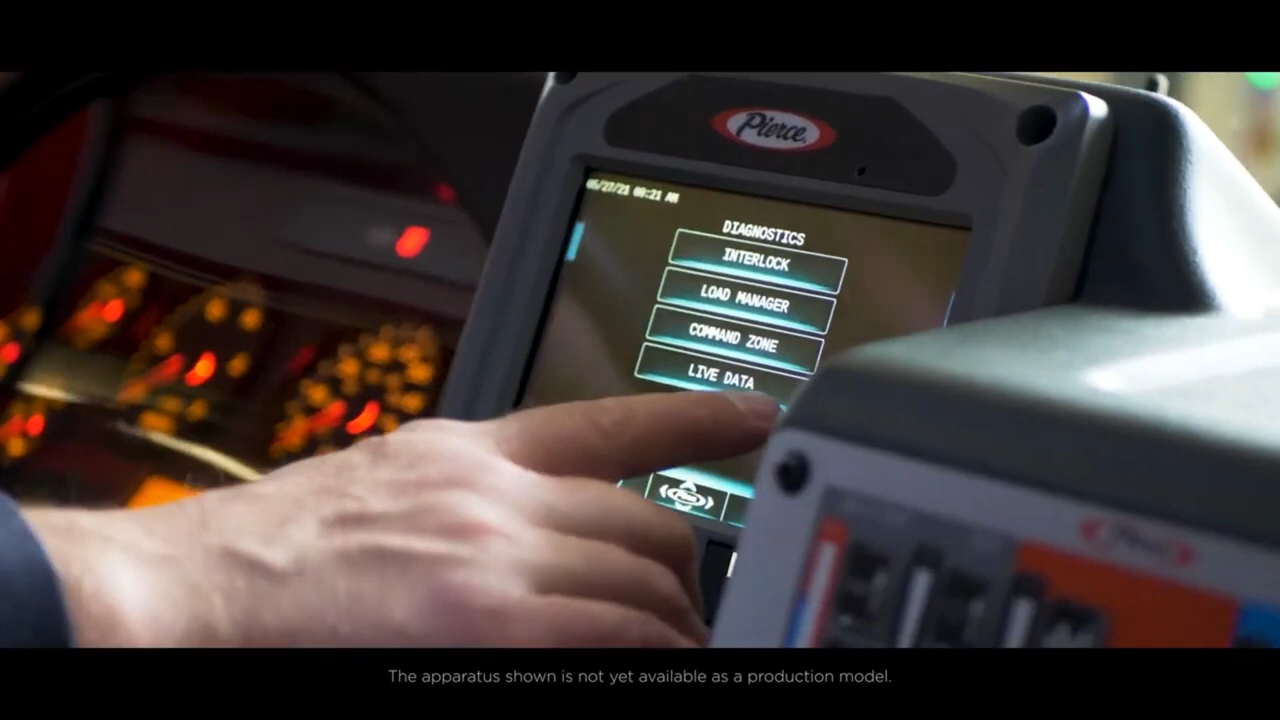 Pierce
05/27/21 08:21 AM
DIAGNOSTICS
INTERLOCK
LOAD MANAGER
COMMAND ZONE
LIVE DATA
The apparatus shown is not yet available as a production model.